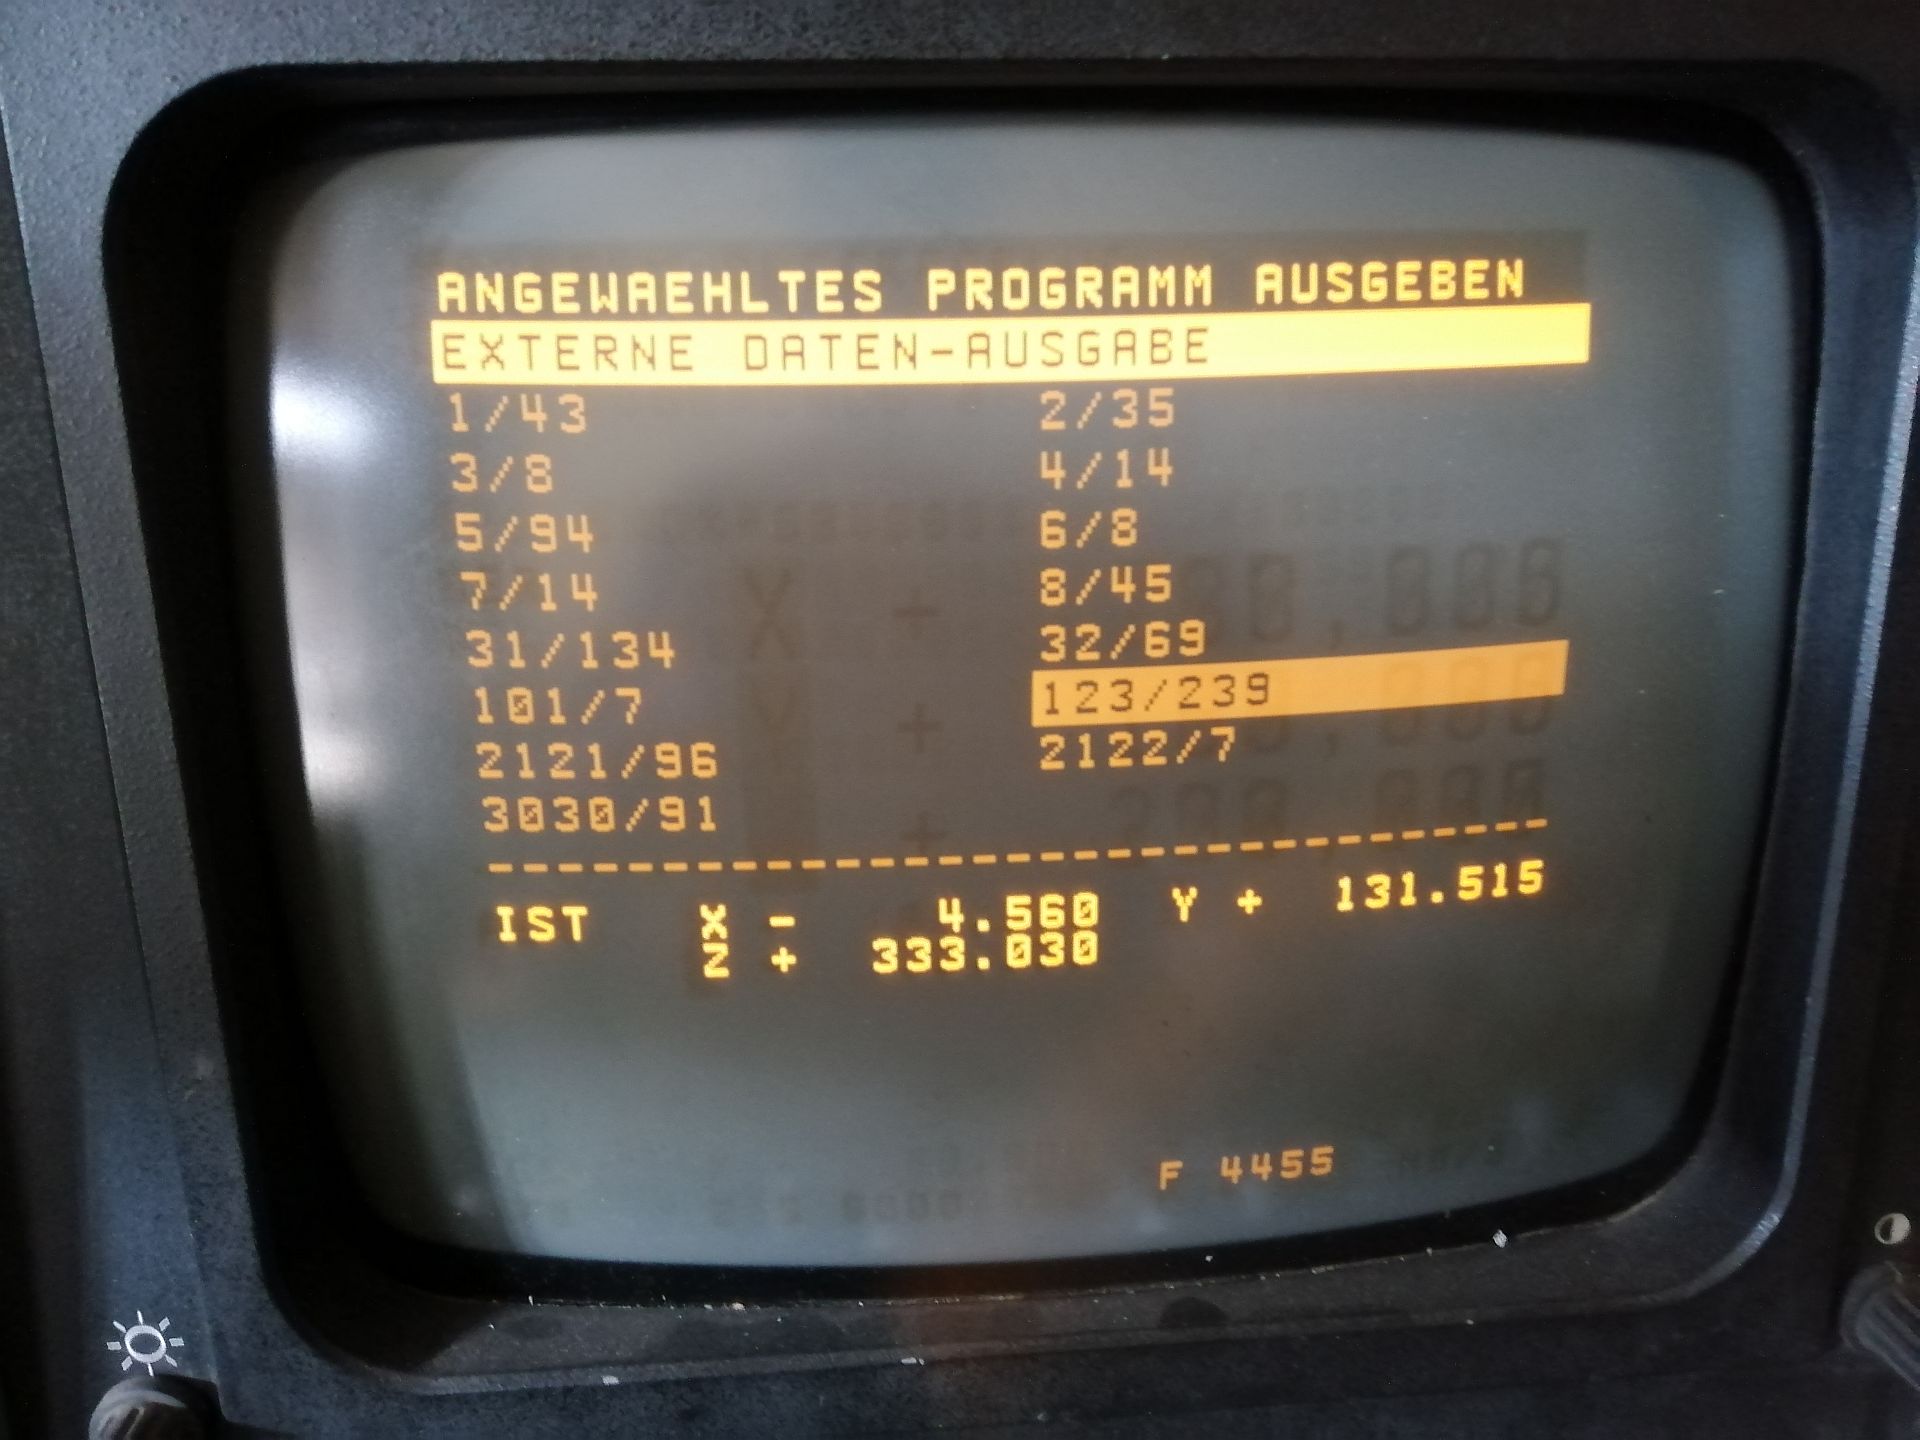 ANGEWAEHLTES PROGRAMM AUSGEBEN
EXTERNE DATEN-AUSGABE
1/43 2/35
3/8 4/14
5/94 6/8
7/14 8/45
31/134 32/69
101/7 123/239
2121/96 2122/7
3030/91
IST X - 4.560 Y + 131.515
Z + 333.030
F 4455